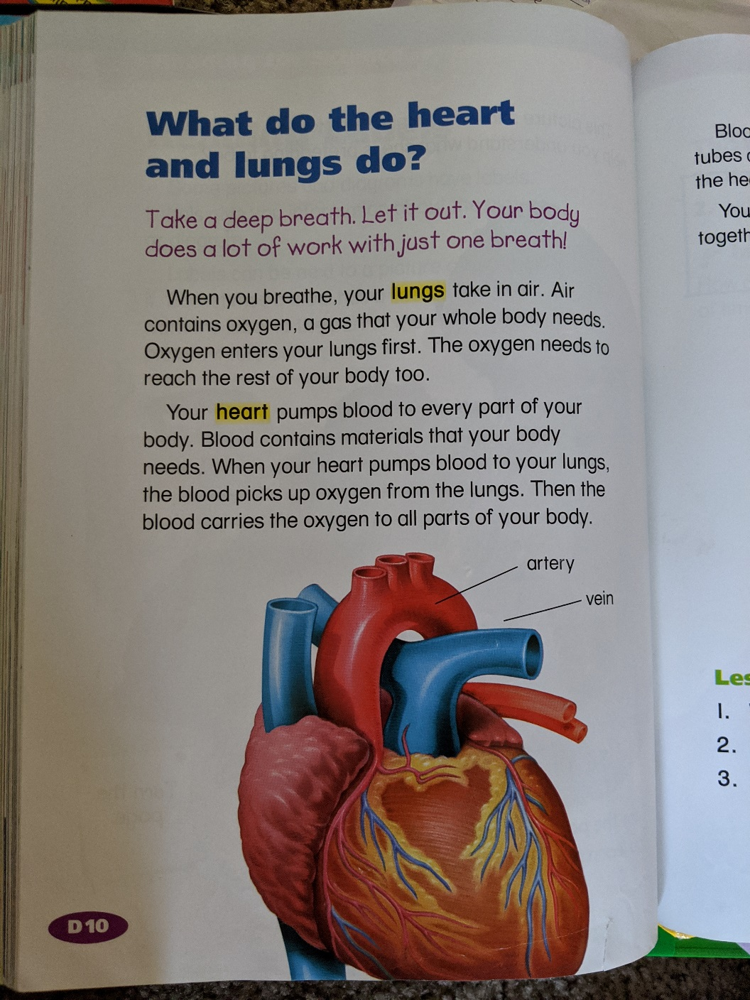 What do the heart
and lungs do?
Take a deep breath. Let it out. Your body
does a lot of work with just one breath!
When you breathe, your lungs take in air. Air
contains oxygen, a gas that your whole body needs.
Oxygen enters your lungs first. The oxygen needs to
reach the rest of your body too.
Your heart pumps blood to every part of your
body. Blood contains materials that your body
needs. When your heart pumps blood to your lungs,
the blood picks up oxygen from the lungs. Then the
blood carries the oxygen to all parts of your body.
artery
vein
D10
tubes
the
1.
2.
3.